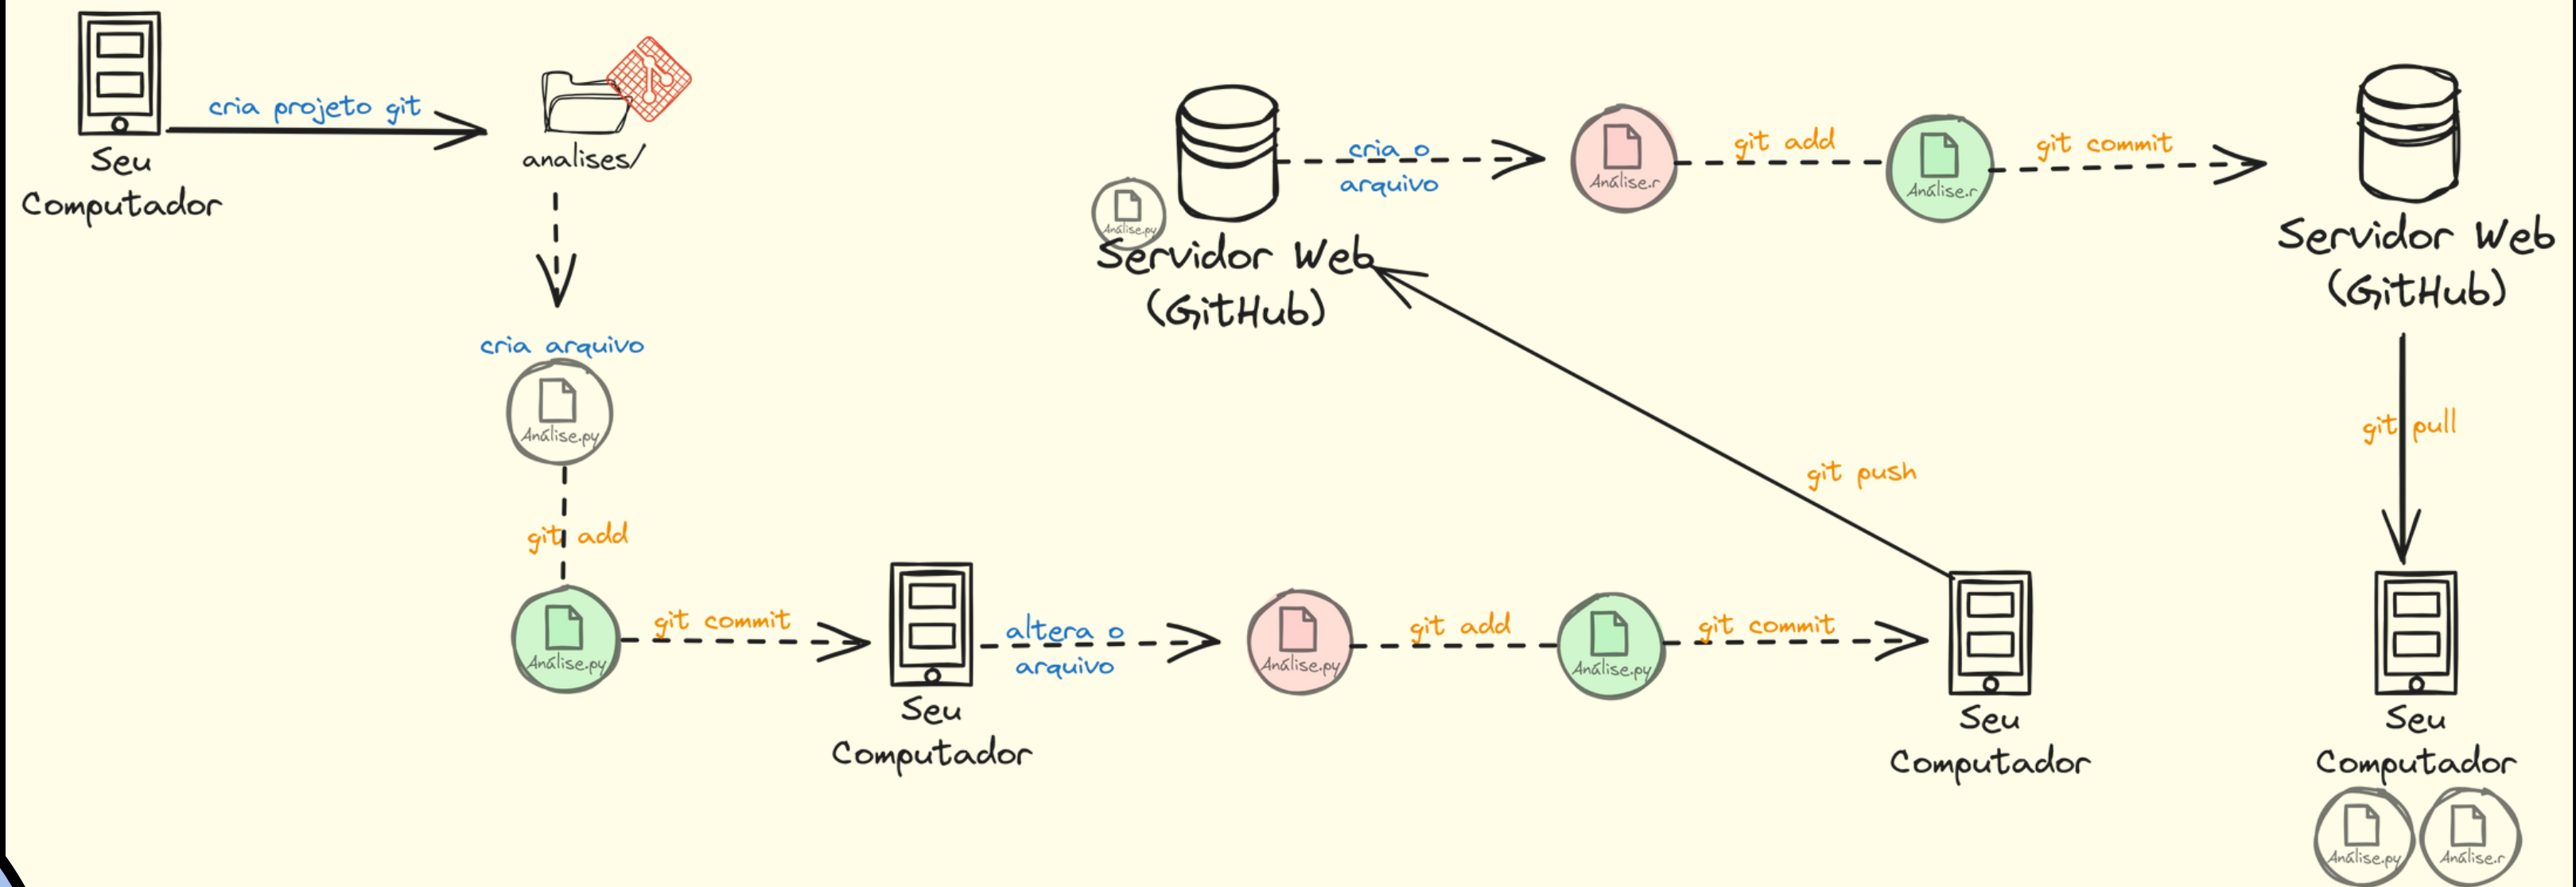 cria projeto git
Seu
Computador
analises/
cria arquivo
Análise.py
git add
Análise.py
git commit
Seu
Computador
altera o
arquivo
Análise.py
git add
Análise.py
git commit
Seu
Computador
git push
Análise.py
Servidor Web
(GitHub)
cria o
arquivo
Análise.r
git add
Análise.r
git commit
Servidor Web
(GitHub)
git pull
Seu
Computador
Análise.py
Análise.r